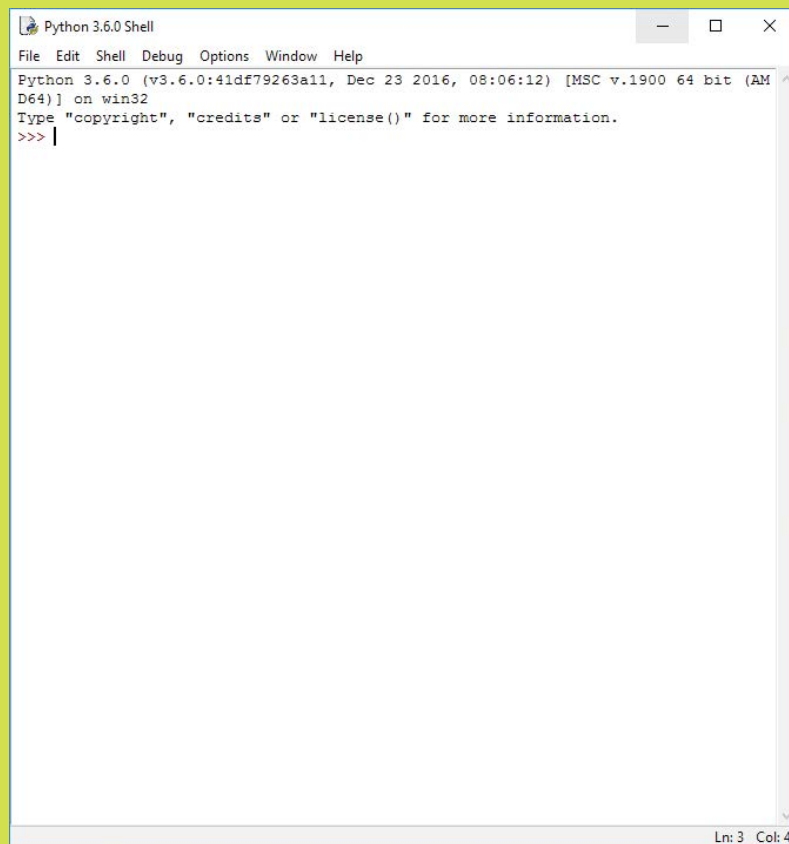 Python 3.6.0 Shell
File Edit Shell Debug Options Window Help
Python 3.6.0 (v3.6.0:41df79263a11, Dec 23 2016, 08:06:12) [MSC v.1900 64 bit (AM
D64)] on win32
Type "copyright", "credits" or "license()" for more information.
>>>
Ln: 3 Col: 4